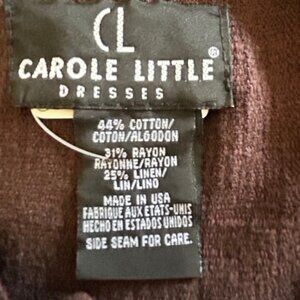 CL
CAROLE LITTLE®
DRESSES
44% COTTON/
COTON/ALGODON
31% RAYON
RAYONNE/RAYON
25% LINEN/
LIN/LINO
MADE IN USA
FABRIQUE AUX ETATS-UNIS
HECHO EN ESTADOS UNIDOS
SIDE SEAM FOR CARE.